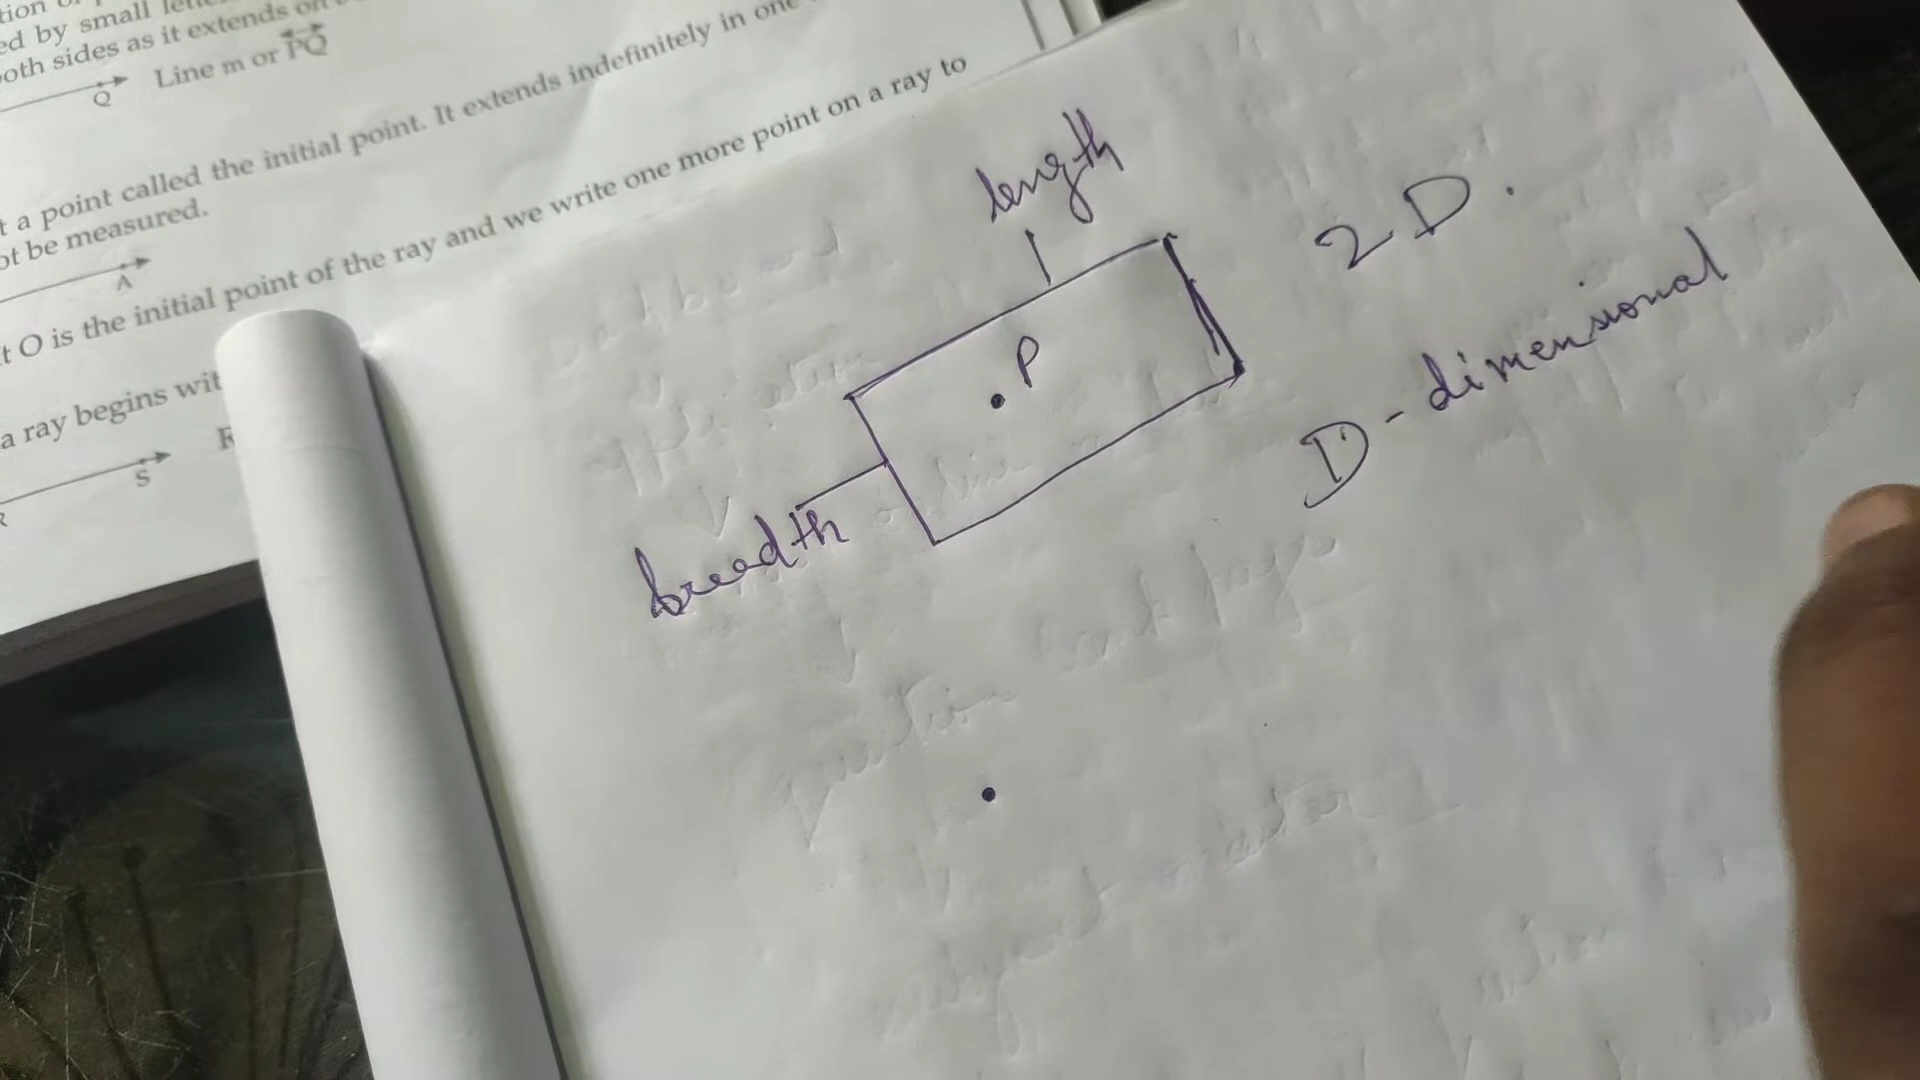 ed by small
both sides as it extends on
Q Line m or PQ
t a point called the initial point. It extends indefinitely in one
ot be measured.
A
t O is the initial point of the ray and we write one more point on a ray to
a ray begins wit
S
R
length
2D.
P
D-dimensional
breadth